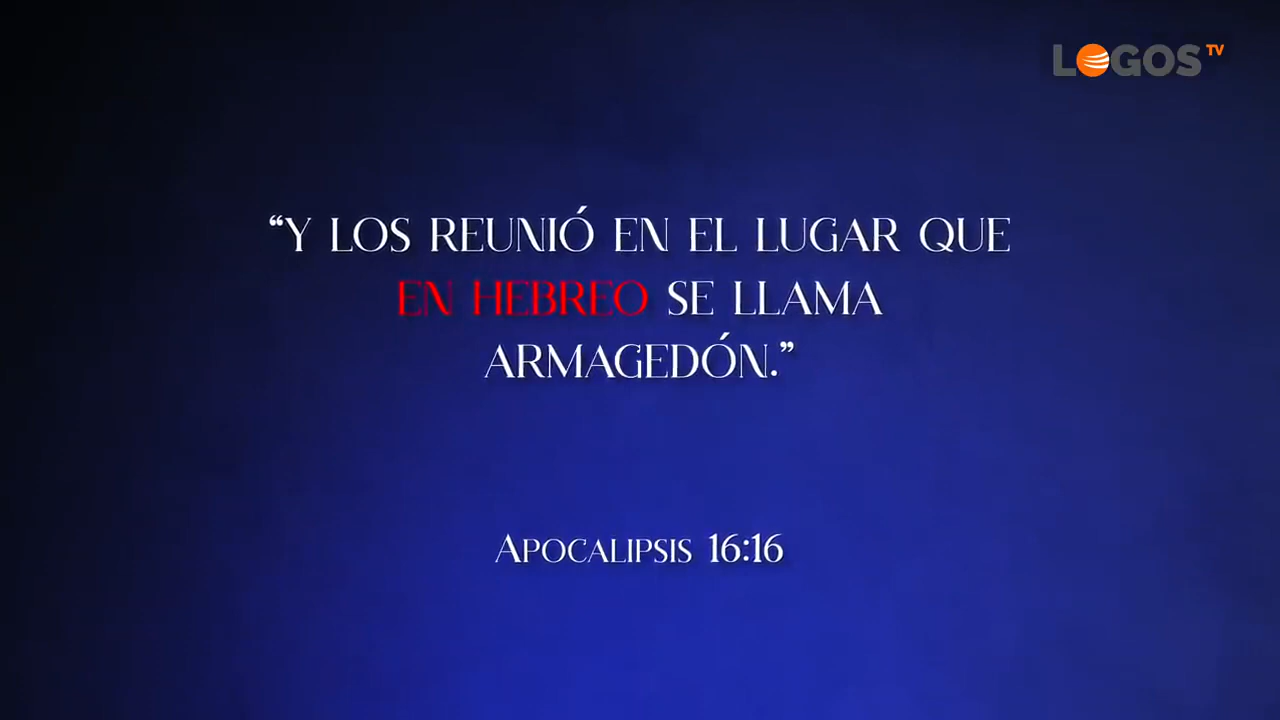 LOGOS TV
“Y LOS REUNIÓ EN EL LUGAR QUE
EN HEBREO SE LLAMA
ARMAGEDÓN.”
APOCALIPSIS 16:16